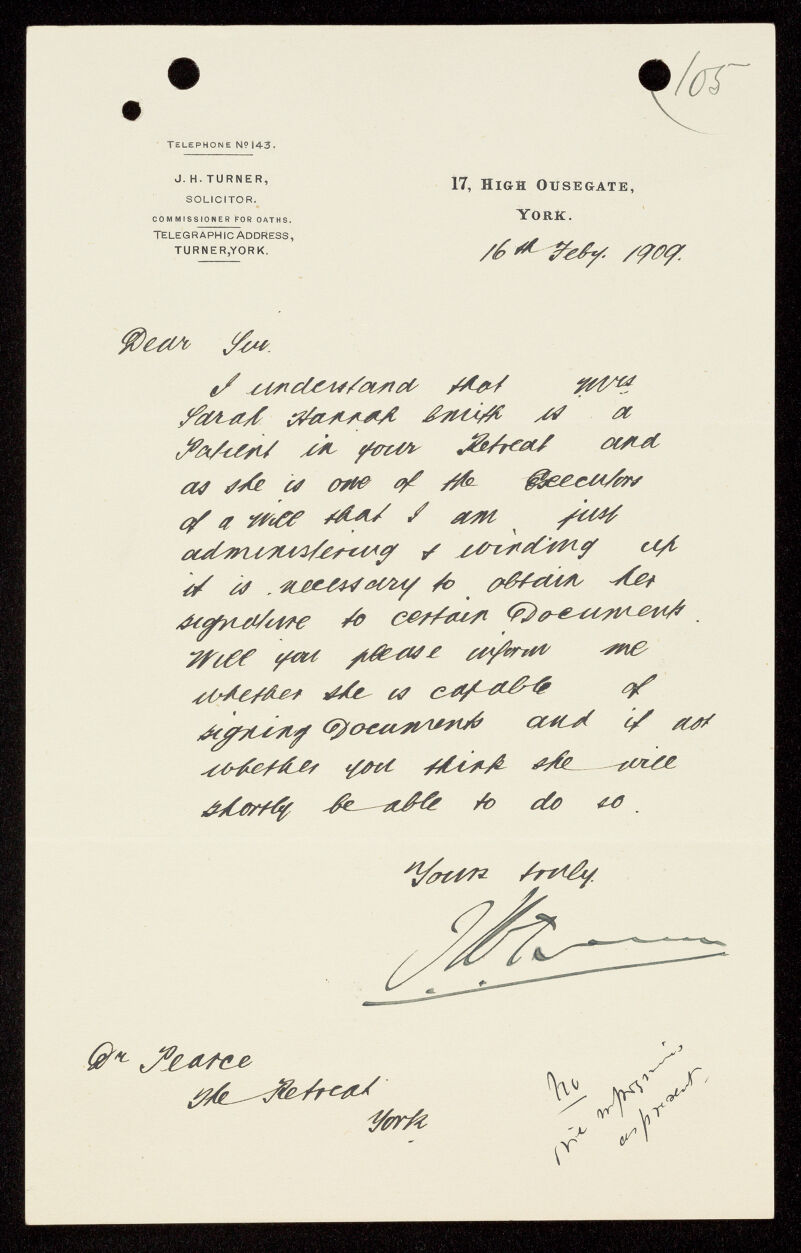 105
TELEPHONE Nº 143.
J. H. TURNER,
SOLICITOR.
COMMISSIONER FOR OATHS.
TELEGRAPHIC ADDRESS,
TURNER, YORK.
17, HIGH OUSEGATE,
YORK.
16th Feby. 1909.
Dear Sir.
I understand that Mrs
Sarah Hannah Smith is a
Patient in your Retreat and
as she is one of the Executors
of a Will that I am just
administering & winding up
it is necessary to obtain her
signature to certain Documents.
Will you please inform me
whether she is capable of
signing Documents and if not
whether you think she will
shortly be able to do so.
Yours truly.
J H Turner
Dr Pearce
The Retreat
York
No
at present.